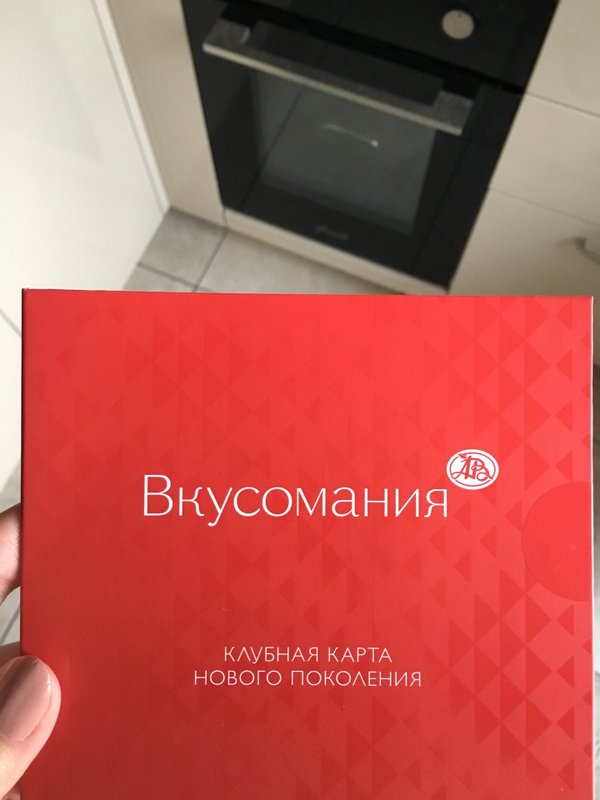 Вкусомания
КЛУБНАЯ КАРТА
НОВОГО ПОКОЛЕНИЯ